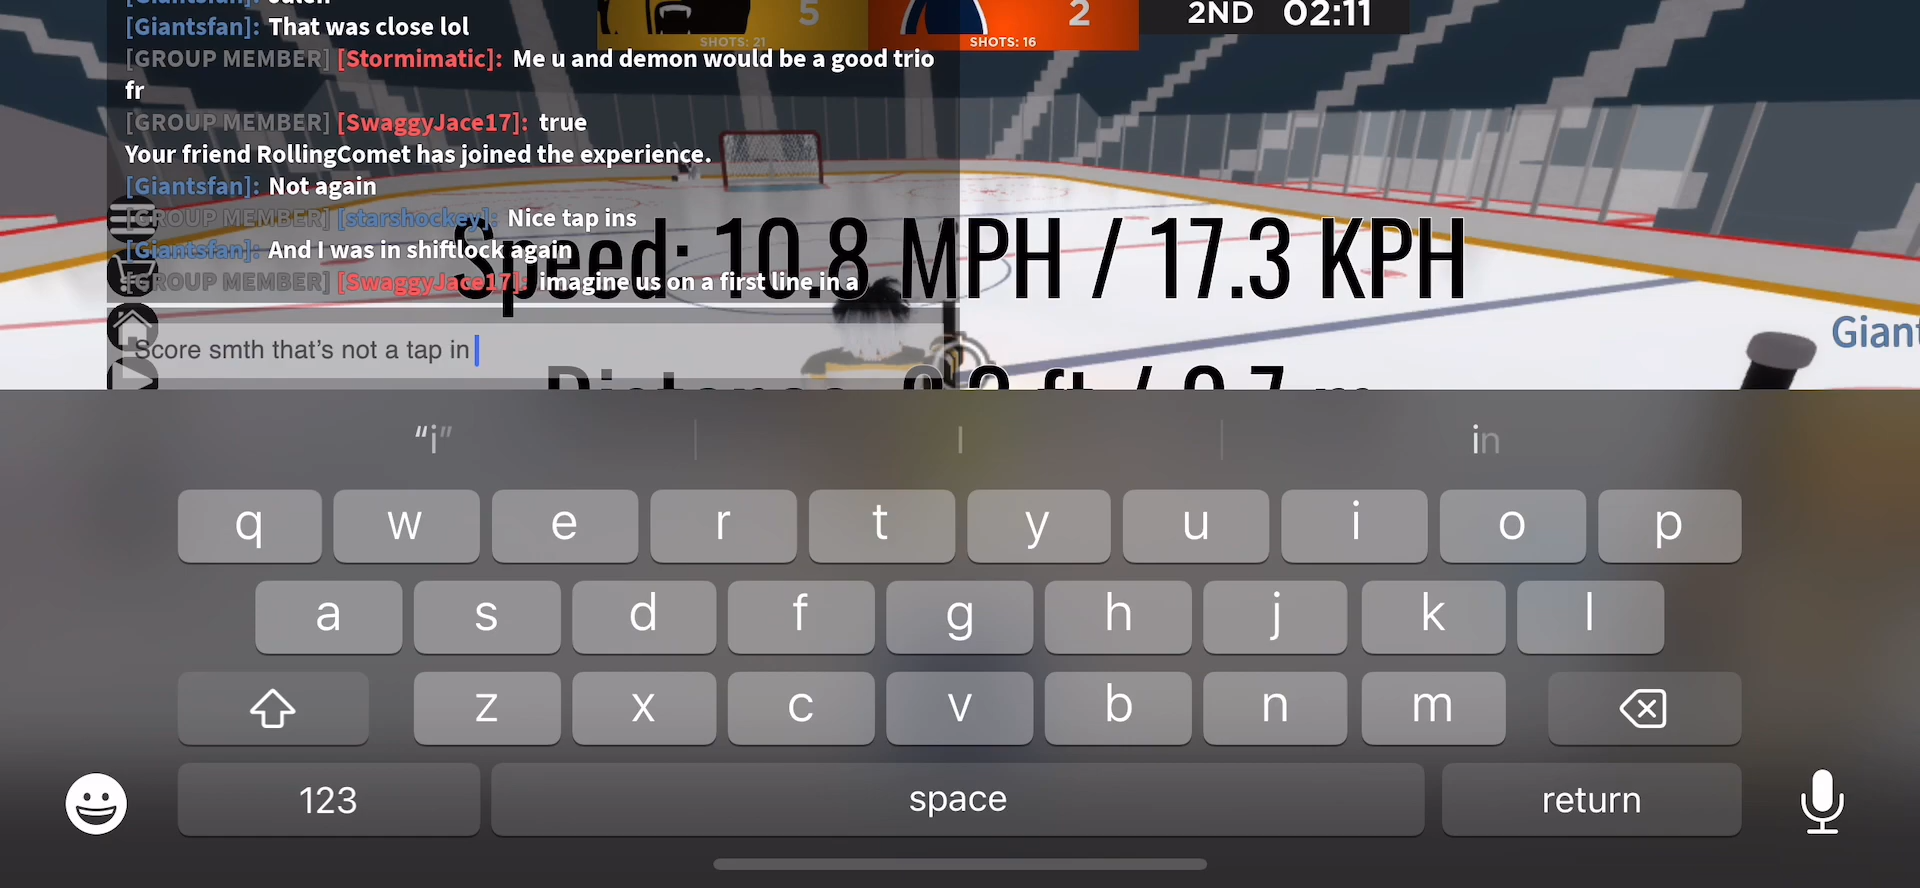 [Giantsfan]: Jalen
[Giantsfan]: That was close lol
[GROUP MEMBER] [Stormimatic]: Me u and demon would be a good trio
fr
[GROUP MEMBER] [SwaggyJace17]: true
Your friend RollingComet has joined the experience.
[Giantsfan]: Not again
[GROUP MEMBER] [starshockey]: Nice tap ins
[Giantsfan]: And I was in shiftlock again
[GROUP MEMBER] [SwaggyJace17]: imagine us on a first line in a
5
SHOTS: 21
2
SHOTS: 16
2ND 02:11
Speed: 10.8 MPH / 17.3 KPH
Giant
Score smth that’s not a tap in
“i” I in
q w e r t y u i o p
a s d f g h j k l
z x c v b n m
123 space return